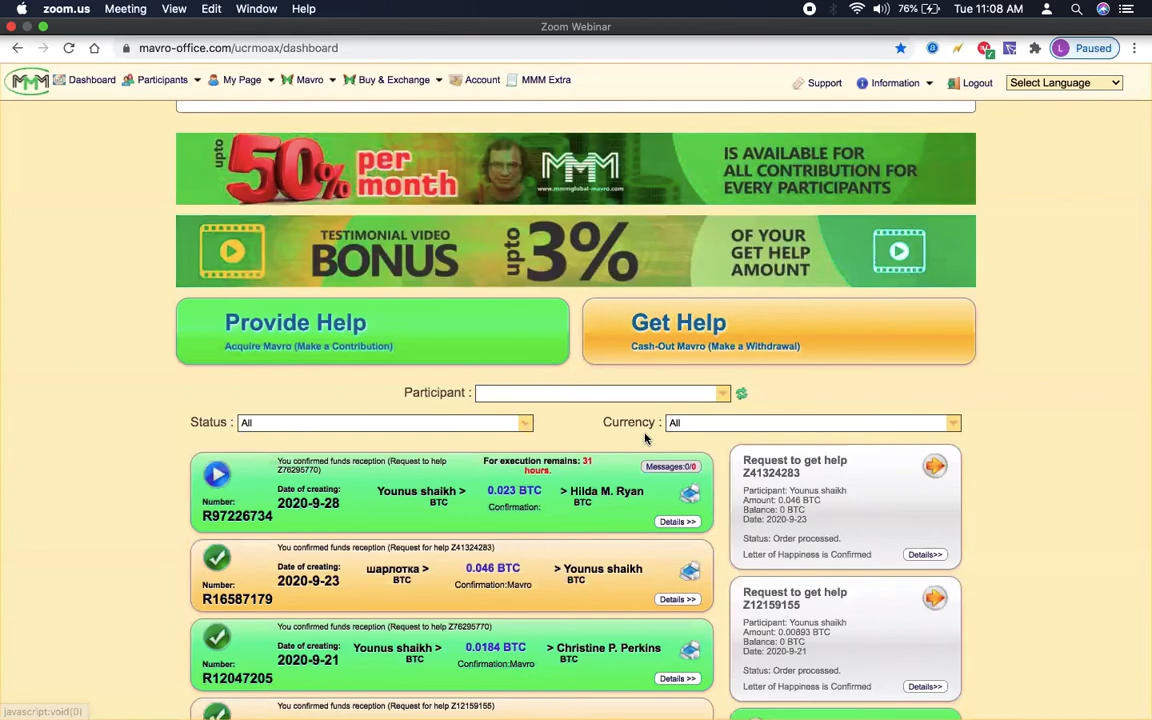 zoom.us Meeting View Edit Window Help
76% Tue 11:08 AM
Zoom Webinar
mavro-office.com/ucrmoax/dashboard
L Paused
MMM Dashboard Participants My Page Mavro Buy & Exchange Account MMM Extra
Support Information Logout Select Language
upto 50% per month
MMM
www.mmmglobal-mavro.com
IS AVAILABLE FOR
ALL CONTRIBUTION FOR
EVERY PARTICIPANTS
TESTIMONIAL VIDEO
BONUS
upto 3%
OF YOUR
GET HELP
AMOUNT
Provide Help
Acquire Mavro (Make a Contribution)
Get Help
Cash-Out Mavro (Make a Withdrawal)
Participant :
Status : All
Currency : All
You confirmed funds reception (Request to help
Z76295770)
For execution remains: 31
hours.
Messages:0/0
Number:
R97226734
Date of creating:
2020-9-28
Younus shaikh >
BTC
0.023 BTC
Confirmation:
> Hilda M. Ryan
BTC
Details >>
You confirmed funds reception (Request for help Z41324283)
Number:
R16587179
Date of creating:
2020-9-23
шарлотка >
BTC
0.046 BTC
Confirmation:Mavro
> Younus shaikh
BTC
Details >>
You confirmed funds reception (Request to help Z76295770)
Number:
R12047205
Date of creating:
2020-9-21
Younus shaikh >
BTC
0.0184 BTC
Confirmation:Mavro
> Christine P. Perkins
BTC
Details >>
You confirmed funds reception (Request for help Z12159155)
Request to get help
Z41324283
Participant: Younus shaikh
Amount: 0.046 BTC
Balance: 0 BTC
Date: 2020-9-23
Status: Order processed.
Letter of Happiness is Confirmed
Details>>
Request to get help
Z12159155
Participant: Younus shaikh
Amount: 0.00893 BTC
Balance: 0 BTC
Date: 2020-9-21
Status: Order processed.
Letter of Happiness is Confirmed
Details>>
javascript:void(0)